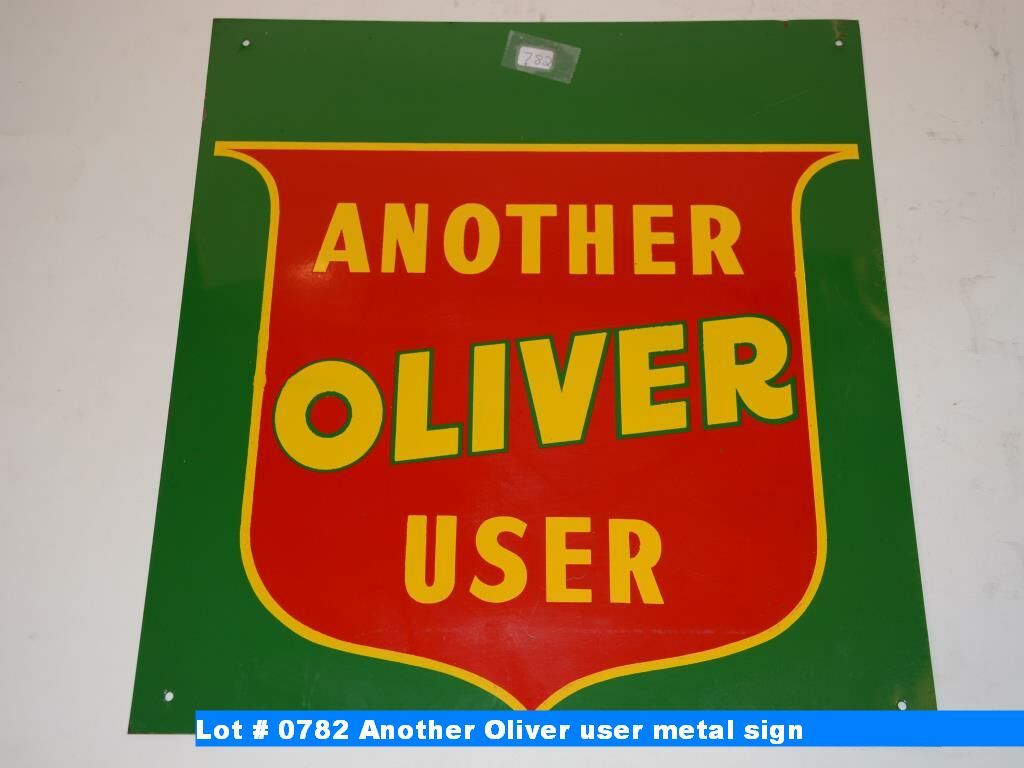 782
ANOTHER
OLIVER
USER
Lot # 0782 Another Oliver user metal sign